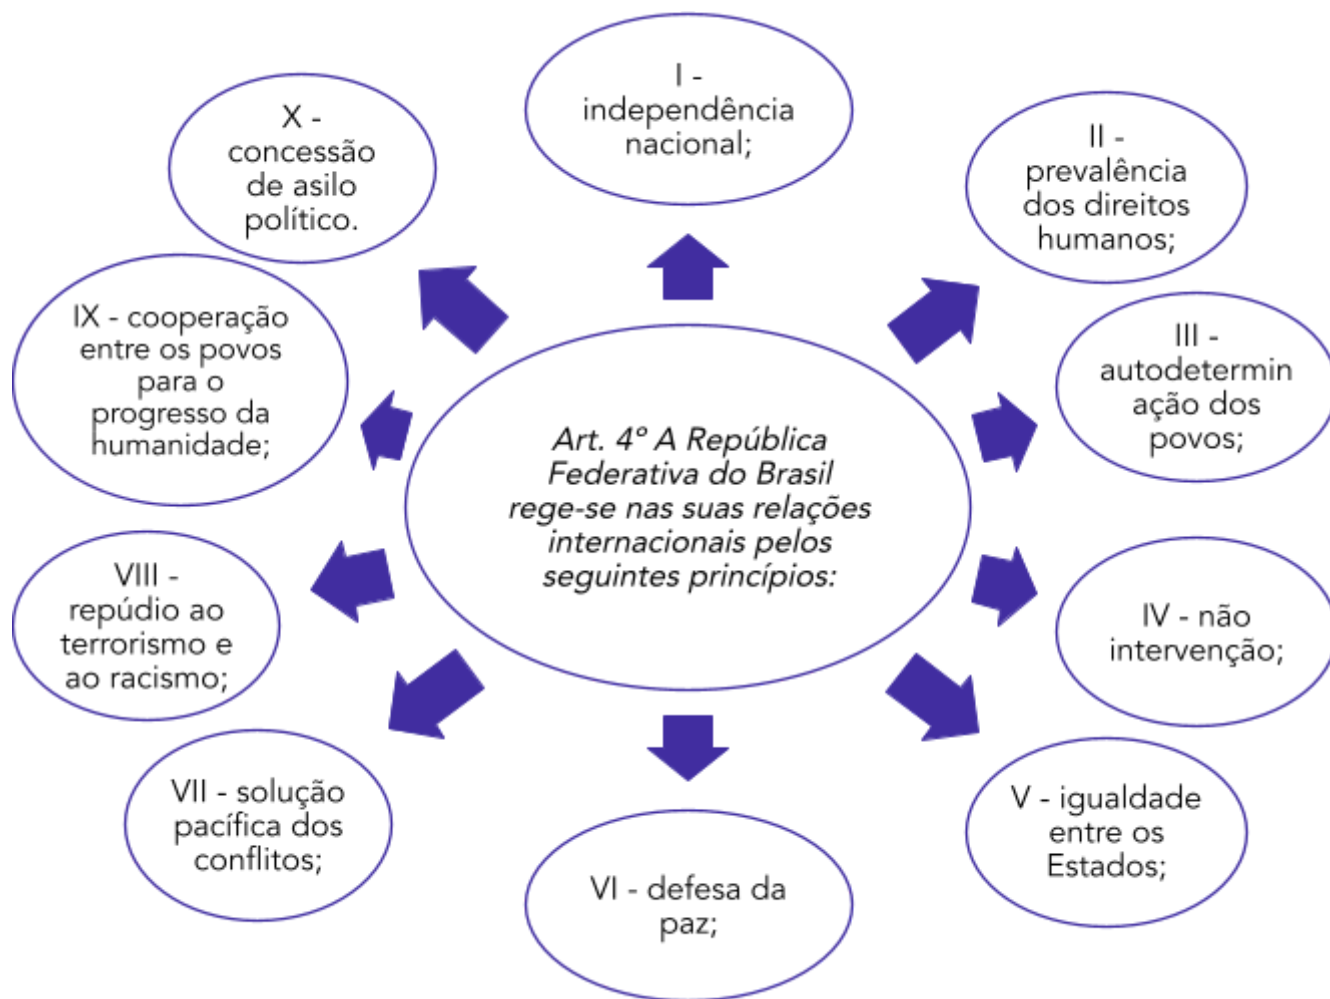 I -
independência
nacional;
II -
prevalência
dos direitos
humanos;
III -
autodetermin
ação dos
povos;
IV - não
intervenção;
V - igualdade
entre os
Estados;
VI - defesa da
paz;
VII - solução
pacífica dos
conflitos;
VIII -
repúdio ao
terrorismo e
ao racismo;
IX - cooperação
entre os povos
para o
progresso da
humanidade;
X -
concessão
de asilo
político.
Art. 4º A República
Federativa do Brasil
rege-se nas suas relações
internacionais pelos
seguintes princípios: